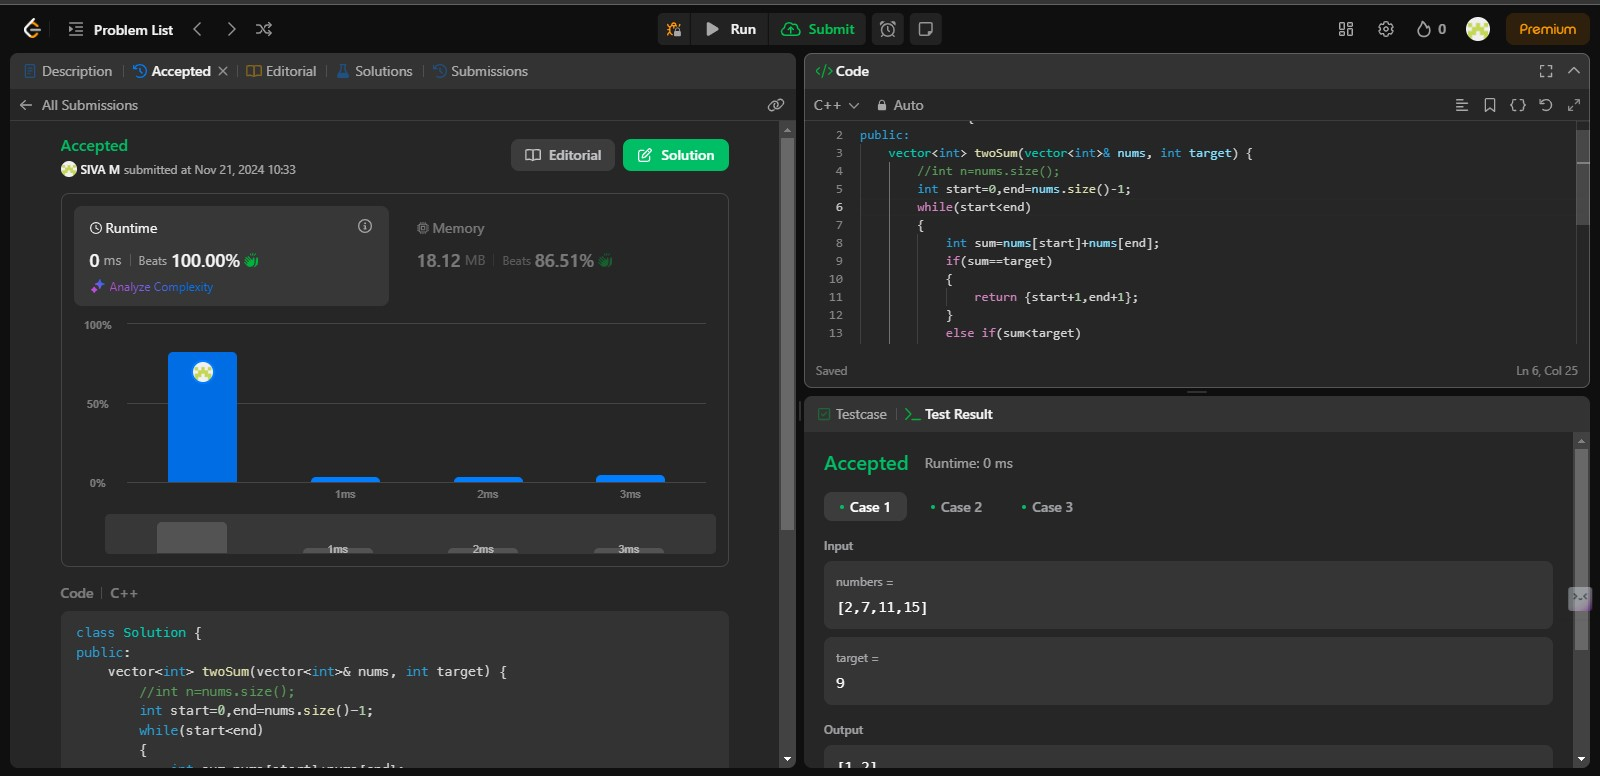 Problem List
Run
Submit
0
Premium
Description
Accepted
Editorial
Solutions
Submissions
All Submissions
Accepted
SIVA M submitted at Nov 21, 2024 10:33
Editorial
Solution
Runtime
0 ms | Beats 100.00%
Analyze Complexity
Memory
18.12 MB | Beats 86.51%
100%
50%
0%
1ms
2ms
3ms
1ms
2ms
3ms
Code | C++
class Solution {
public:
vector<int> twoSum(vector<int>& nums, int target) {
//int n=nums.size();
int start=0,end=nums.size()-1;
while(start<end)
{
int sum=nums[start]+nums[end];
</> Code
C++
Auto
{
2 public:
3 vector<int> twoSum(vector<int>& nums, int target) {
4 //int n=nums.size();
5 int start=0,end=nums.size()-1;
6 while(start<end)
7 {
8 int sum=nums[start]+nums[end];
9 if(sum==target)
10 {
11 return {start+1,end+1};
12 }
13 else if(sum<target)
Saved
Ln 6, Col 25
Testcase
Test Result
Accepted
Runtime: 0 ms
Case 1
Case 2
Case 3
Input
numbers =
[2,7,11,15]
target =
9
Output
[1,2]